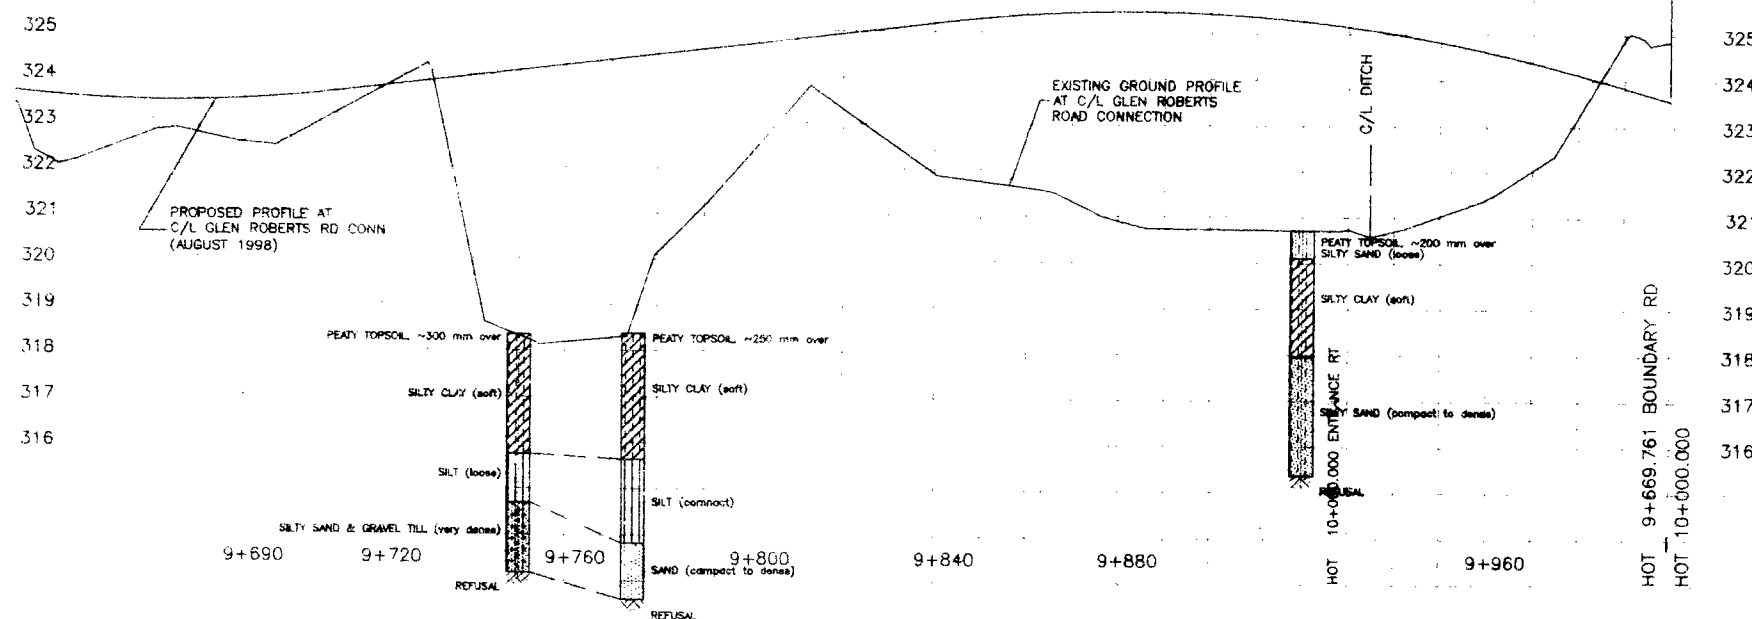 325
324
323
322
321
320
319
318
317
316
PROPOSED PROFILE AT
C/L GLEN ROBERTS RD CONN
(AUGUST 1998)
EXISTING GROUND PROFILE
AT C/L GLEN ROBERTS
ROAD CONNECTION
C/L DITCH
PEATY TOPSOIL, ~300 mm over
SILTY CLAY (soft)
SILT (loose)
SILTY SAND & GRAVEL TILL (very dense)
REFUSAL
PEATY TOPSOIL, ~250 mm over
SILTY CLAY (soft)
SILT (compact)
SAND (compact to dense)
REFUSAL
PEATY TOPSOIL, ~200 mm over
SILTY SAND (loose)
SILTY CLAY (soft)
SILTY SAND (compact to dense)
REFUSAL
HOT 10+000.000 ENTRANCE RT
HOT 9+669.761 BOUNDARY RD
HOT 10+000.000
9+690
9+720
9+760
9+800
9+840
9+880
9+960
325
324
323
322
321
320
319
318
317
316